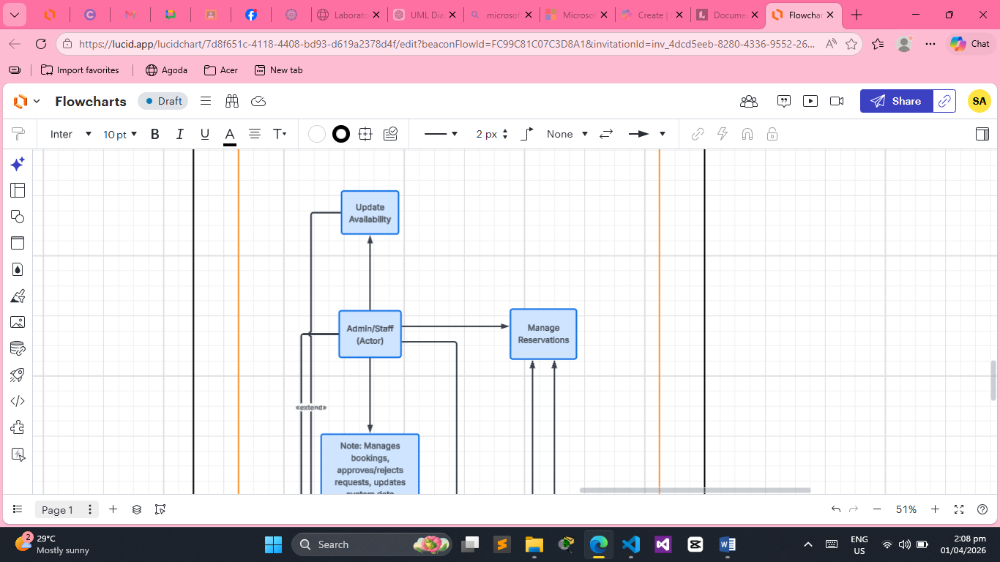 Laborato
UML Dia
microsof
Microsof
Create |
Docume
Flowchar
https://lucid.app/lucidchart/7d8f651c-4118-4408-bd93-d619a2378d4f/edit?beaconFlowId=FC99C81C07C3D8A1&invitationId=inv_4dcd5eeb-8280-4336-9552-26...
Chat
Import favorites
Agoda
Acer
New tab
Flowcharts
Draft
Share
SA
Inter
10 pt
B
I
U
A
T
2 px
None
Update
Availability
Admin/Staff
(Actor)
Manage
Reservations
«extend»
Note: Manages
bookings,
approves/rejects
requests, updates
system data
Page 1
51%
2
29°C
Mostly sunny
Search
ENG
US
2:08 pm
01/04/2026